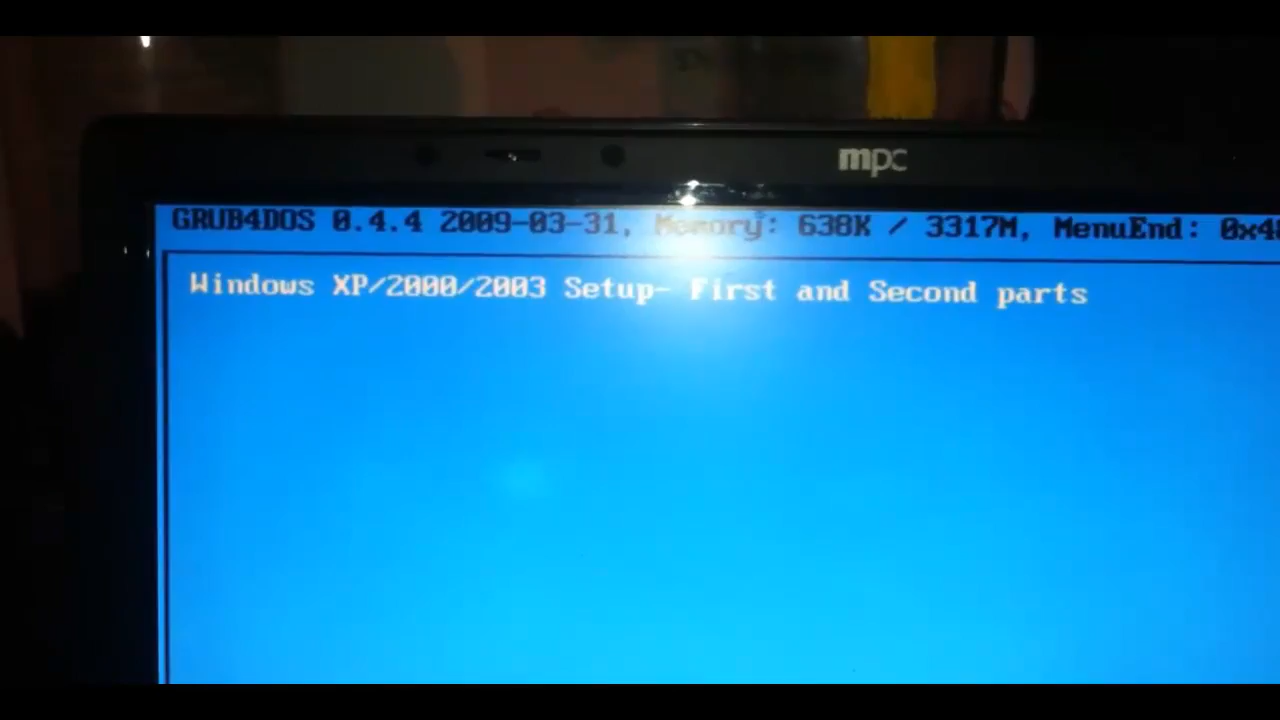 mpc
GRUB4DOS 0.4.4 2009-03-31, Memory: 638K / 3317M, MenuEnd: 0x4
Windows XP/2000/2003 Setup- First and Second parts